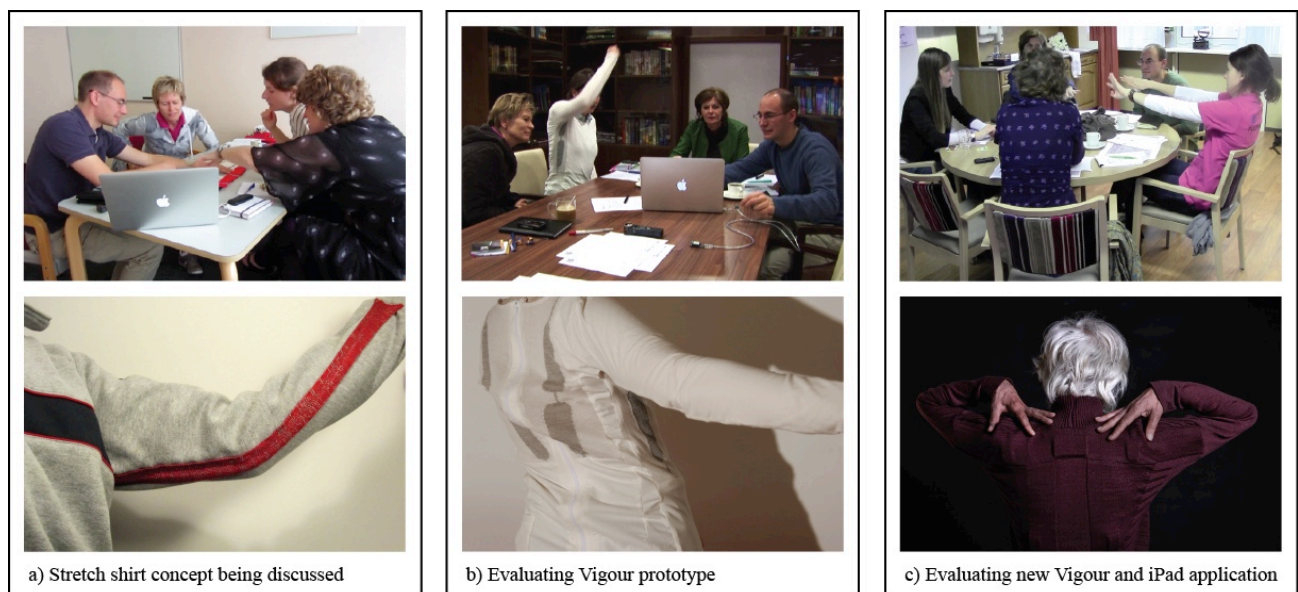 a) Stretch shirt concept being discussed
b) Evaluating Vigour prototype
c) Evaluating new Vigour and iPad application